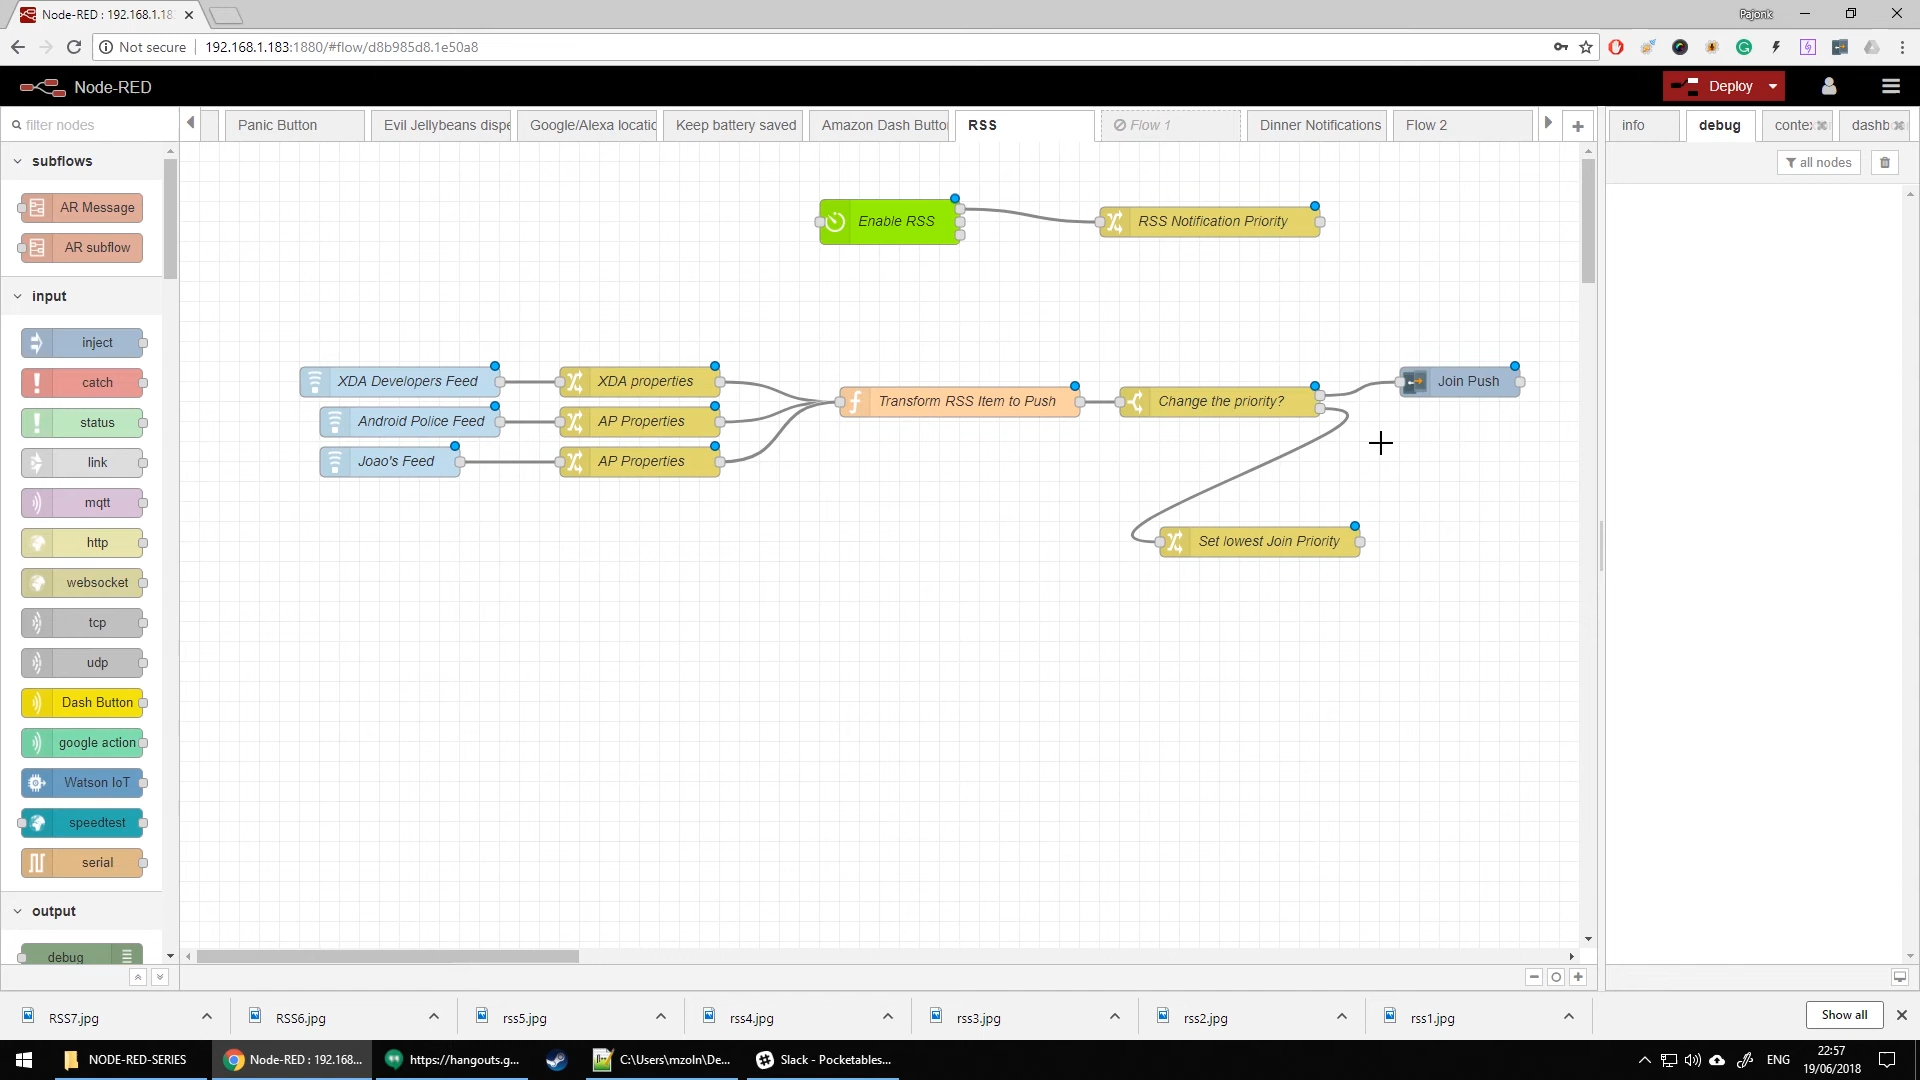 Node-RED : 192.168.1.18
Pajonk
Not secure
192.168.1.183:1880/#flow/d8b985d8.1e50a8
Node-RED
Deploy
filter nodes
Panic Button
Evil Jellybeans dispe
Google/Alexa locatic
Keep battery saved
Amazon Dash Butto
RSS
Flow 1
Dinner Notifications
Flow 2
info
debug
contex
dashb
all nodes
subflows
AR Message
AR subflow
input
inject
catch
status
link
mqtt
http
websocket
tcp
udp
Dash Button
google action
Watson IoT
speedtest
serial
output
debug
Enable RSS
RSS Notification Priority
XDA Developers Feed
XDA properties
Android Police Feed
AP Properties
Joao's Feed
AP Properties
Transform RSS Item to Push
Change the priority?
Join Push
Set lowest Join Priority
RSS7.jpg
RSS6.jpg
rss5.jpg
rss4.jpg
rss3.jpg
rss2.jpg
rss1.jpg
Show all
NODE-RED-SERIES
Node-RED : 192.168...
https://hangouts.g...
C:\Users\mzoln\De...
Slack - Pocketables...
ENG
22:57
19/06/2018